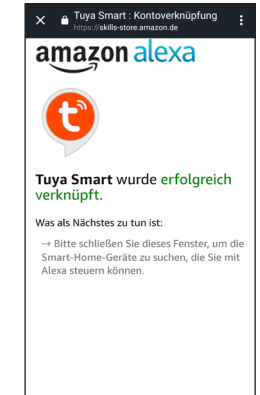 Tuya Smart : Kontoverknüpfung
https://skills-store.amazon.de
amazon alexa
t
Tuya Smart wurde erfolgreich
verknüpft.
Was als Nächstes zu tun ist:
→ Bitte schließen Sie dieses Fenster, um die
Smart-Home-Geräte zu suchen, die Sie mit
Alexa steuern können.